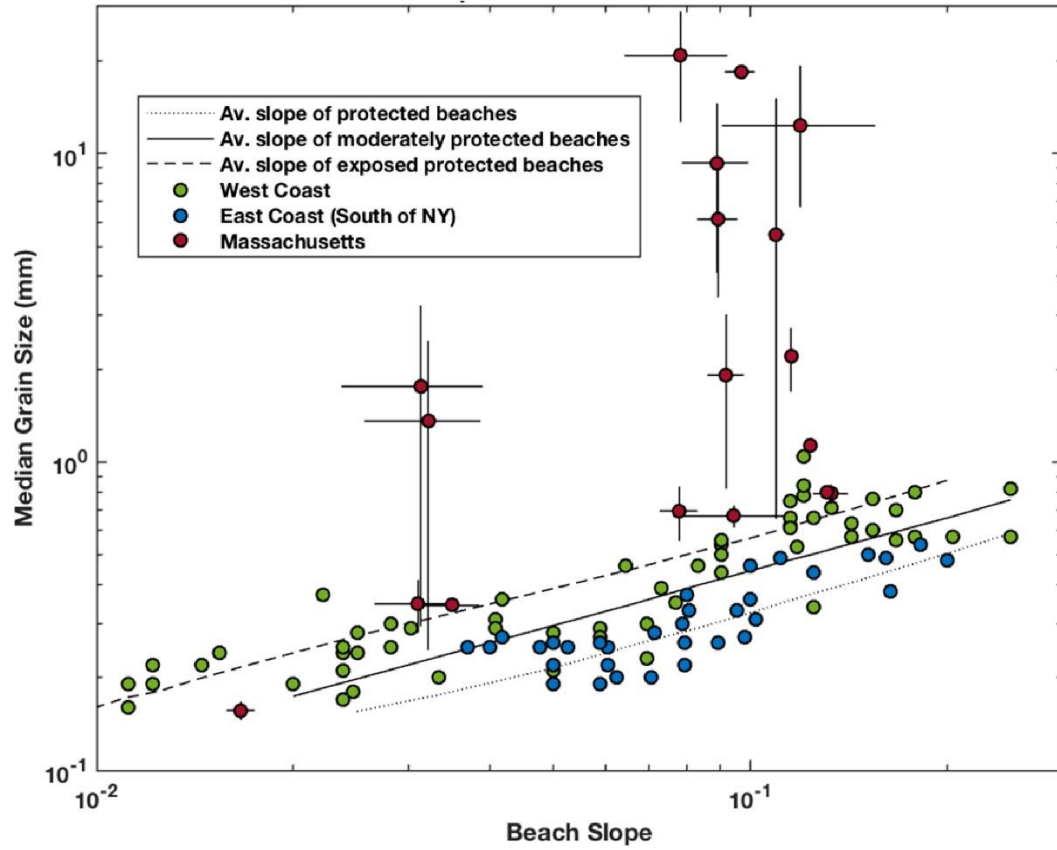 Av. slope of protected beaches
Av. slope of moderately protected beaches
Av. slope of exposed protected beaches
West Coast
East Coast (South of NY)
Massachusetts
10^1
10^0
10^-1
Median Grain Size (mm)
10^-2
10^-1
Beach Slope